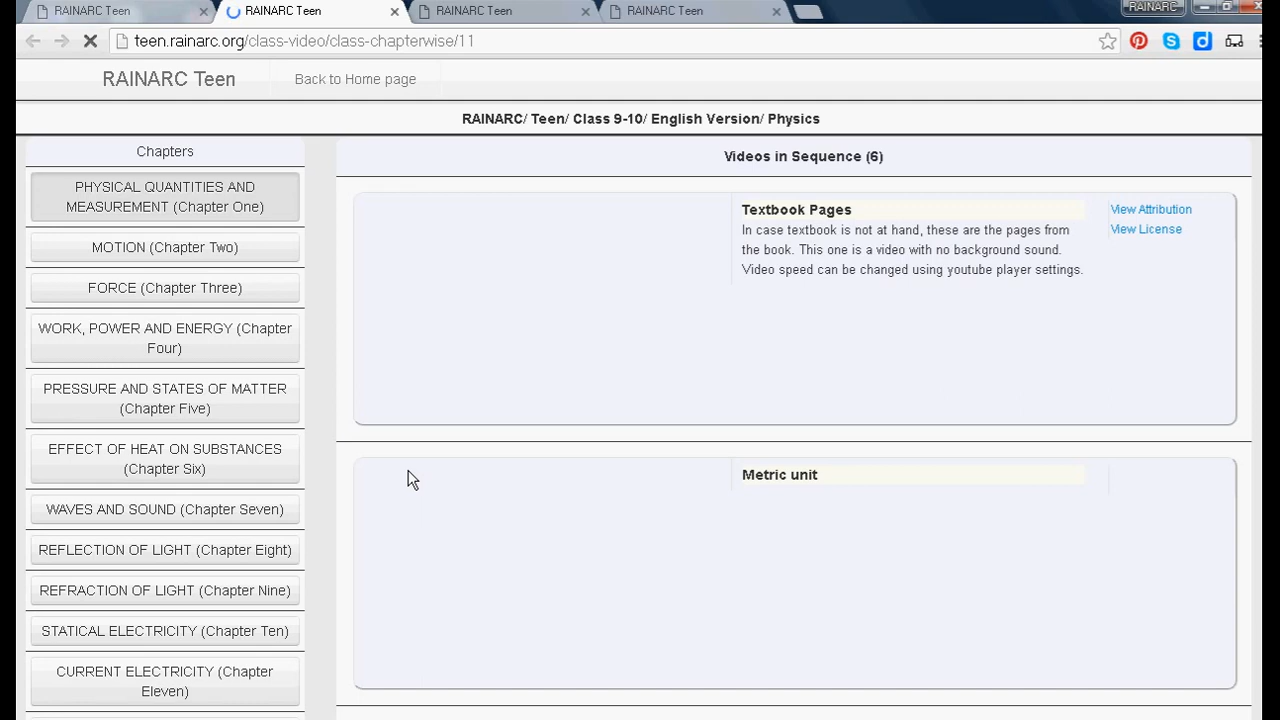 RAINARC Teen
RAINARC Teen
RAINARC Teen
RAINARC Teen
RAINARC
teen.rainarc.org/class-video/class-chapterwise/11
RAINARC Teen
Back to Home page
RAINARC/ Teen/ Class 9-10/ English Version/ Physics
Chapters
PHYSICAL QUANTITIES AND
MEASUREMENT (Chapter One)
MOTION (Chapter Two)
FORCE (Chapter Three)
WORK, POWER AND ENERGY (Chapter
Four)
PRESSURE AND STATES OF MATTER
(Chapter Five)
EFFECT OF HEAT ON SUBSTANCES
(Chapter Six)
WAVES AND SOUND (Chapter Seven)
REFLECTION OF LIGHT (Chapter Eight)
REFRACTION OF LIGHT (Chapter Nine)
STATICAL ELECTRICITY (Chapter Ten)
CURRENT ELECTRICITY (Chapter
Eleven)
Videos in Sequence (6)
Textbook Pages
In case textbook is not at hand, these are the pages from
the book. This one is a video with no background sound.
Video speed can be changed using youtube player settings.
View Attribution
View License
Metric unit